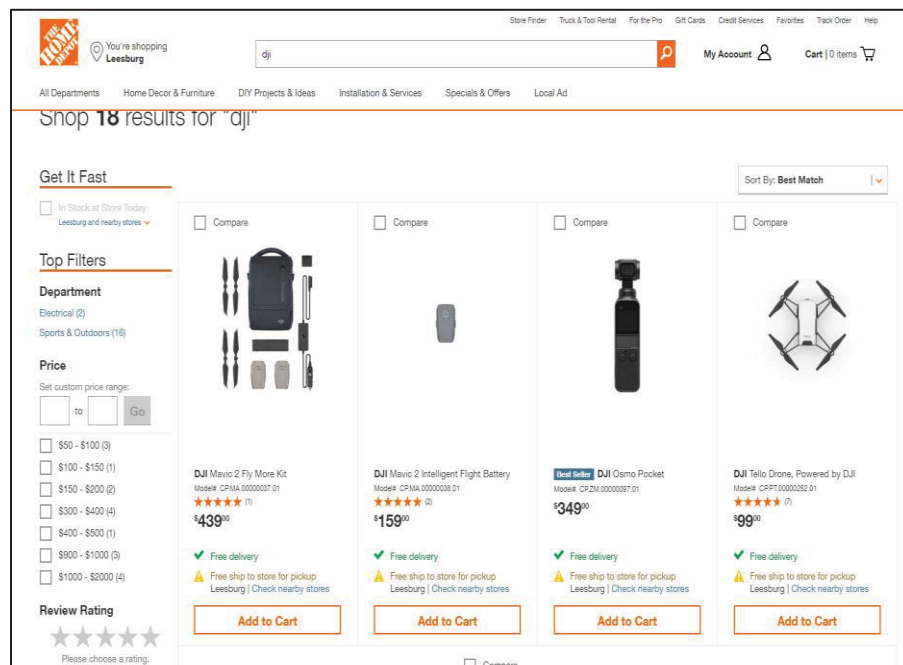 Store Finder Truck & Tool Rental For the Pro Gift Cards Credit Services Favorites Track Order Help
THE HOME DEPOT
You're shopping
Leesburg
dji
My Account
Cart | 0 items
All Departments Home Decor & Furniture DIY Projects & Ideas Installation & Services Specials & Offers Local Ad
Shop 18 results for "dji"
Get It Fast
In Stock at Store Today
Leesburg and nearby stores
Top Filters
Department
Electrical (2)
Sports & Outdoors (16)
Price
Set custom price range:
to Go
$50 - $100 (3)
$100 - $150 (1)
$150 - $200 (2)
$300 - $400 (4)
$400 - $500 (1)
$900 - $1000 (3)
$1000 - $2000 (4)
Review Rating
Please choose a rating.
Sort By: Best Match
Compare
DJI Mavic 2 Fly More Kit
Model# CP.MA.00000037.01
(1)
$43900
Free delivery
Free ship to store for pickup
Leesburg | Check nearby stores
Add to Cart
Compare
DJI Mavic 2 Intelligent Flight Battery
Model# CP.MA.00000038.01
(2)
$15900
Free delivery
Free ship to store for pickup
Leesburg | Check nearby stores
Add to Cart
Compare
Best Seller DJI Osmo Pocket
Model# CP.ZM.00000097.01
$34900
Free delivery
Free ship to store for pickup
Leesburg | Check nearby stores
Add to Cart
Compare
DJI Tello Drone, Powered by DJI
Model# CP.PT.00000252.01
(7)
$9900
Free delivery
Free ship to store for pickup
Leesburg | Check nearby stores
Add to Cart
Compare